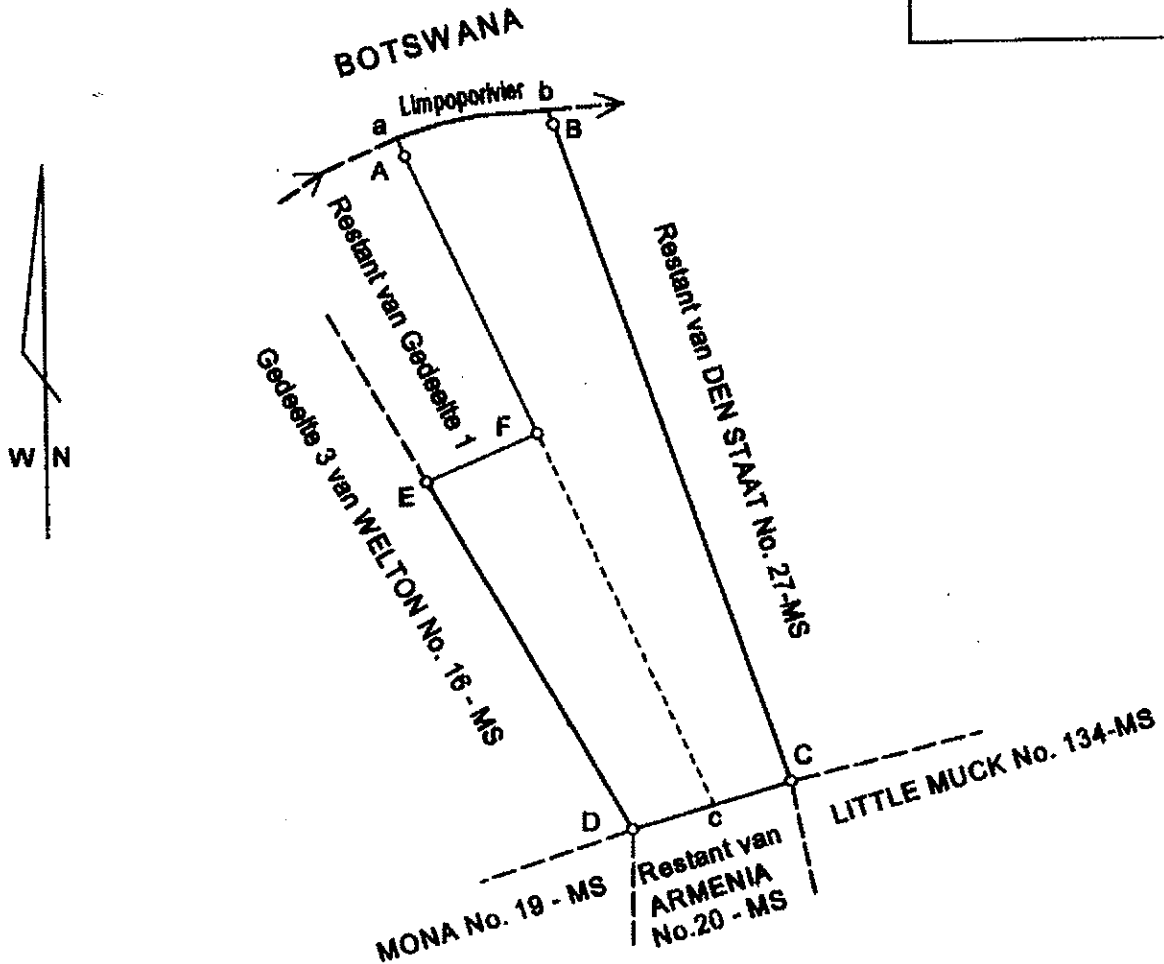 BOTSWANA
Limpoporivier
a
b
A
B
Restant van Gedeelte 1
Restant van DEN STAAT No. 27-MS
Gedeelte 3 van WELTON No. 16 - MS
F
E
W N
C
D
c
LITTLE MUCK No. 134-MS
MONA No. 19 - MS
Restant van
ARMENIA
No.20 - MS